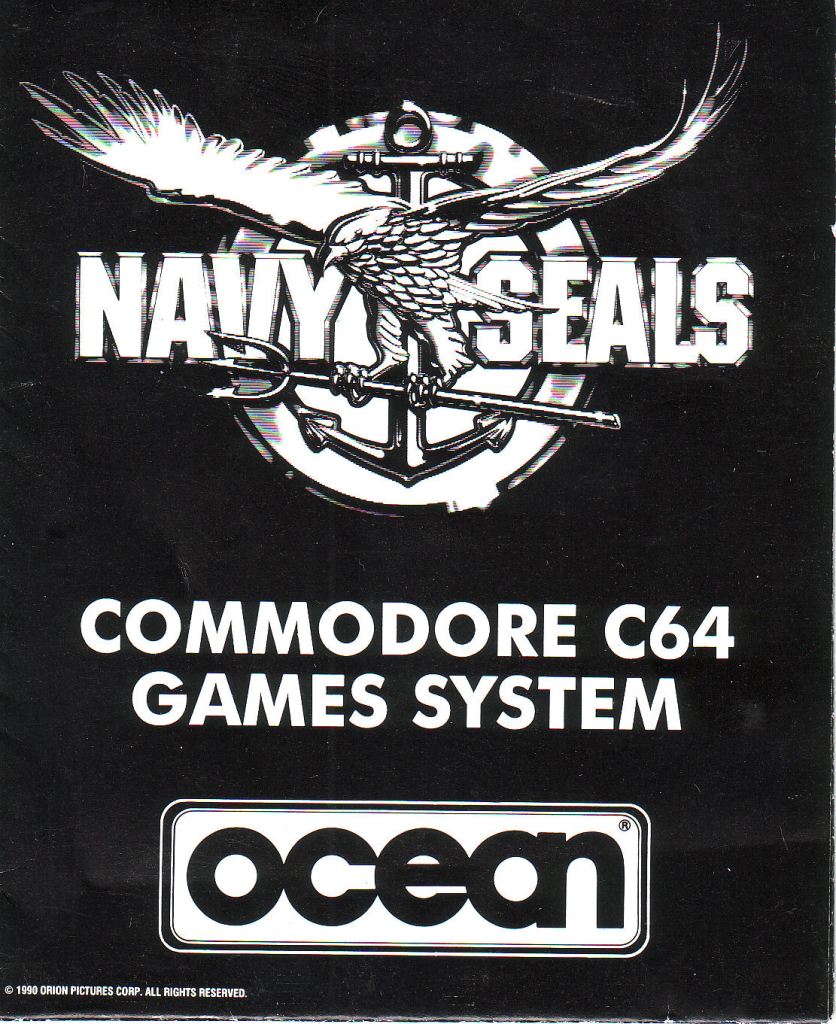 NAVY SEALS
COMMODORE C64
GAMES SYSTEM
ocean®
© 1990 ORION PICTURES CORP. ALL RIGHTS RESERVED.